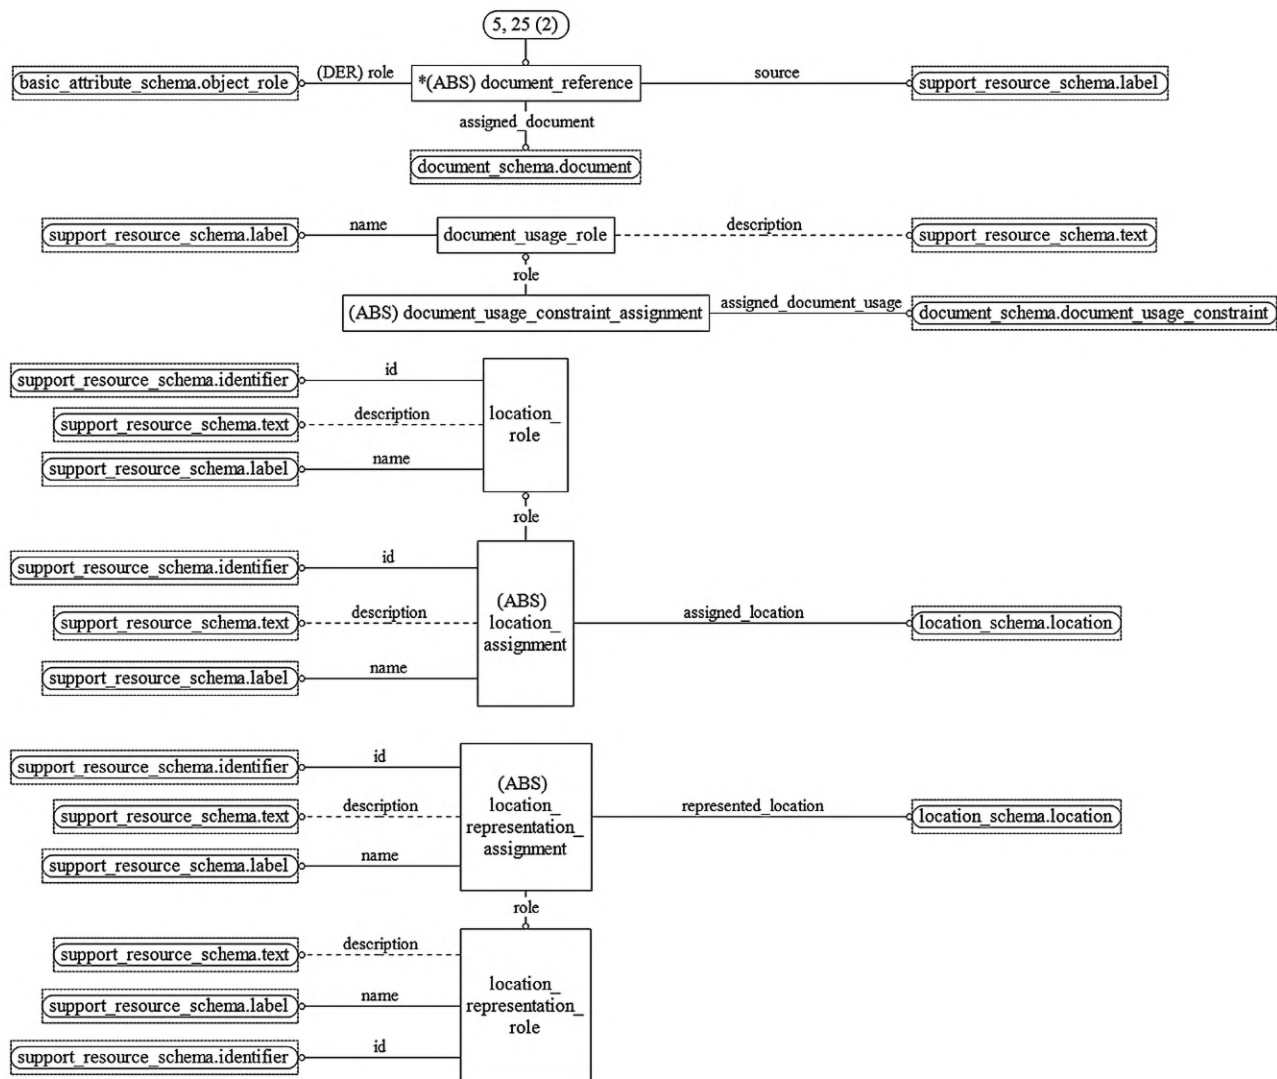 5, 25 (2)
basic_attribute_schema.object_role
(DER) role
*(ABS) document_reference
source
support_resource_schema.label
assigned_document
document_schema.document
support_resource_schema.label
name
document_usage_role
description
support_resource_schema.text
role
(ABS) document_usage_constraint_assignment
assigned_document_usage
document_schema.document_usage_constraint
support_resource_schema.identifier
id
support_resource_schema.text
description
location_
role
support_resource_schema.label
name
role
support_resource_schema.identifier
id
support_resource_schema.text
description
(ABS)
location_
assignment
assigned_location
location_schema.location
support_resource_schema.label
name
support_resource_schema.identifier
id
support_resource_schema.text
description
(ABS)
location_
representation_
assignment
represented_location
location_schema.location
support_resource_schema.label
name
role
support_resource_schema.text
description
support_resource_schema.label
name
location_
representation_
role
support_resource_schema.identifier
id